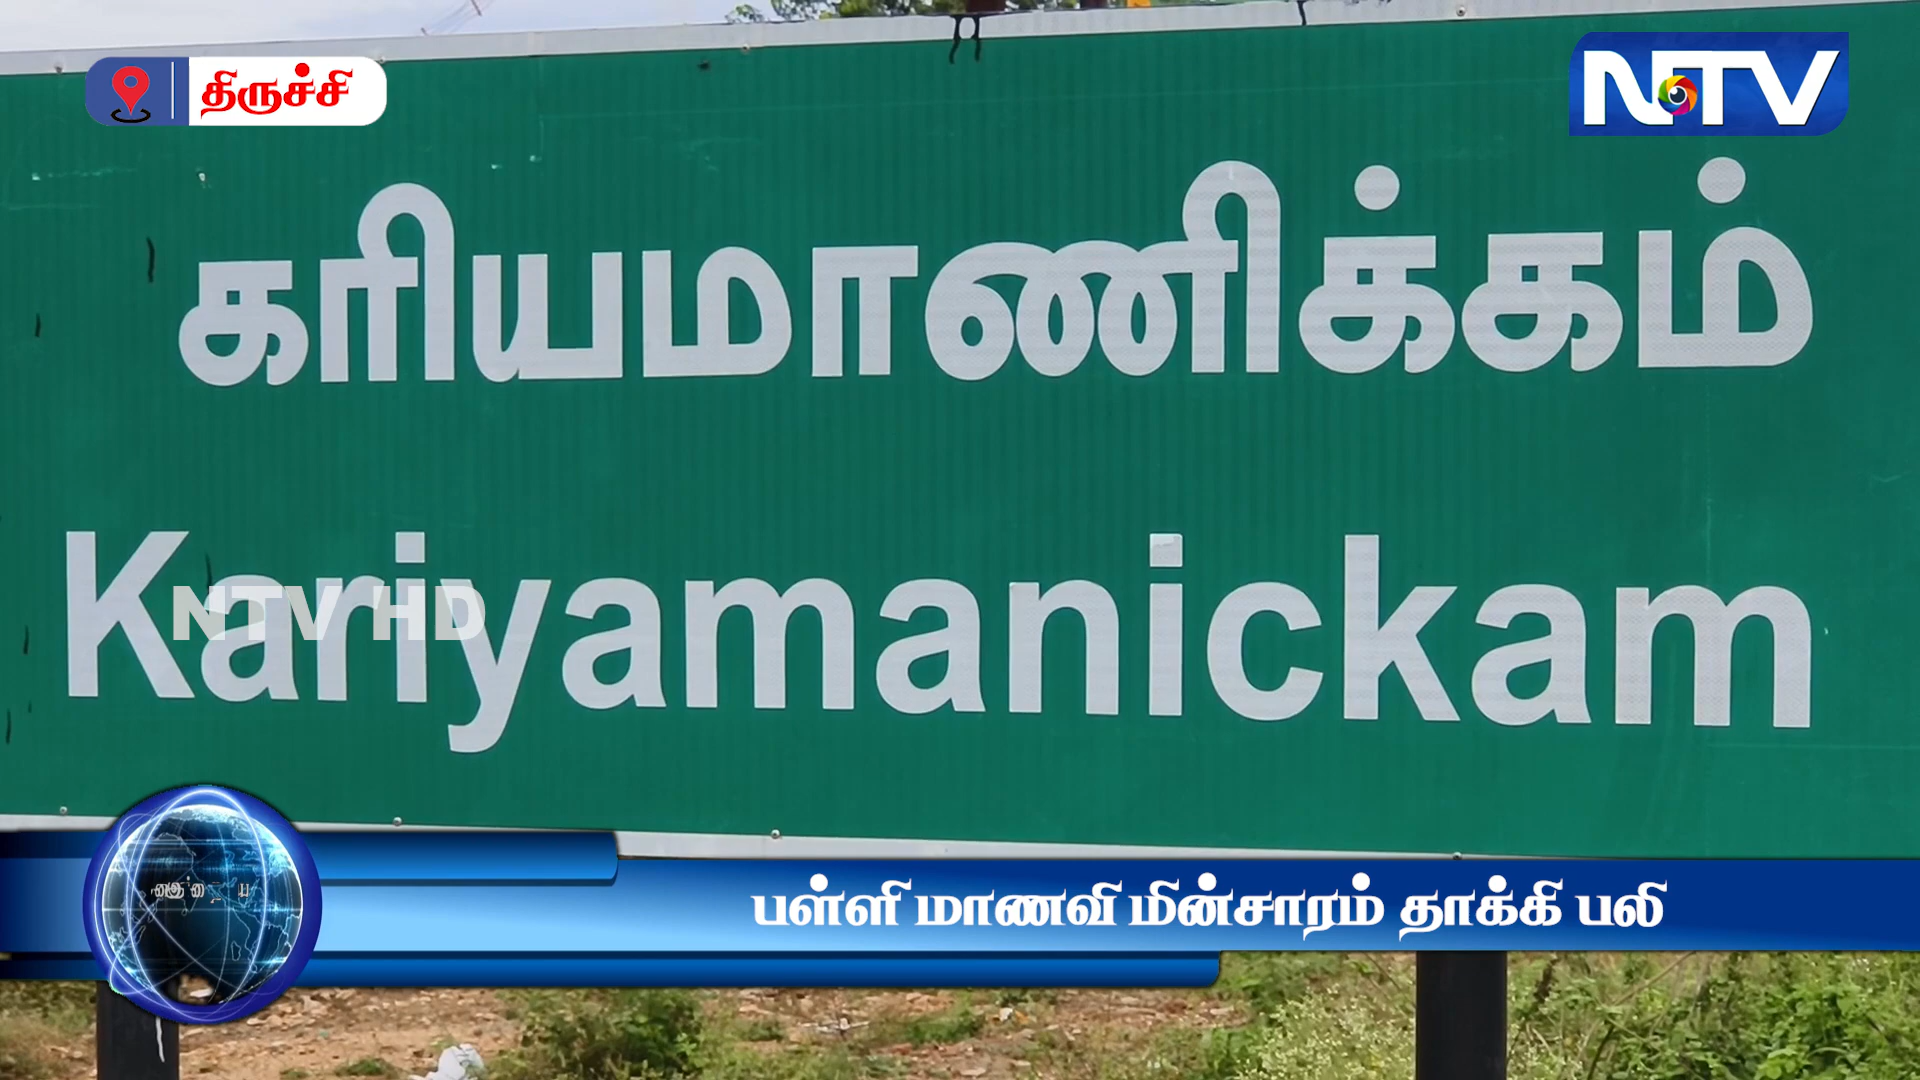 திருச்சி
NTV
கரியமாணிக்கம்
Kariyamanickam
NTV HD
பள்ளி மாணவி மின்சாரம் தாக்கி பலி